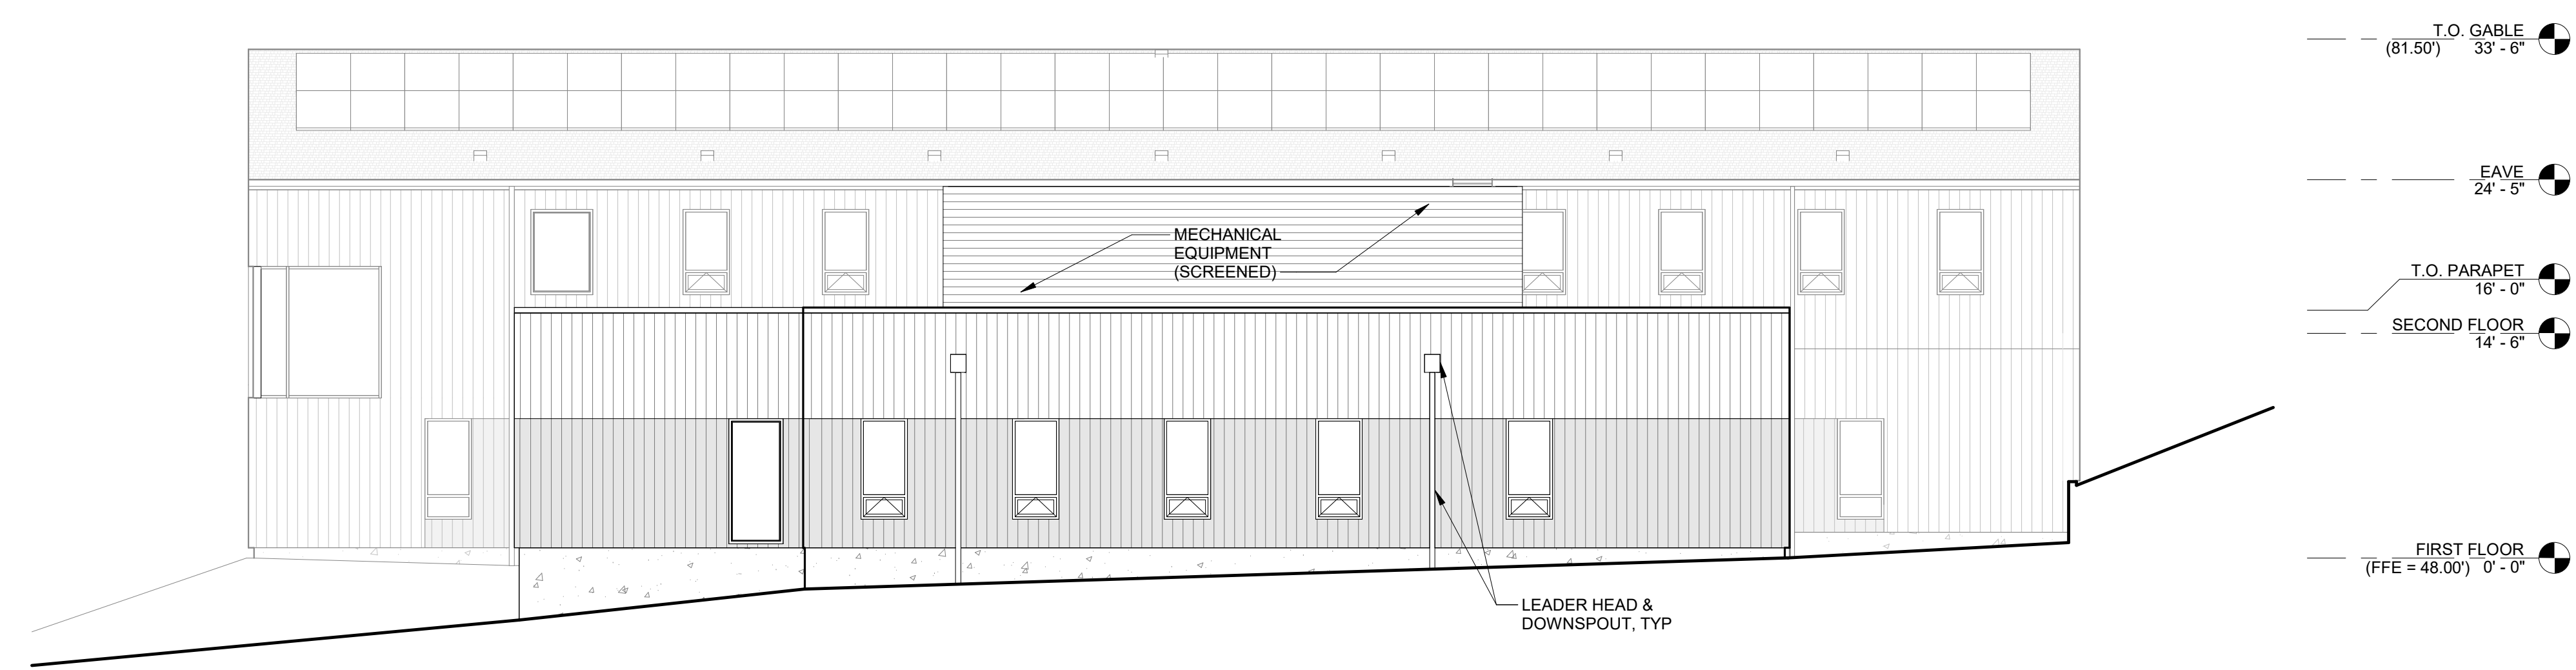 T.O. GABLE
(81.50') 33' - 6"
EAVE
24' - 5"
MECHANICAL
EQUIPMENT
(SCREENED)
T.O. PARAPET
16' - 0"
SECOND FLOOR
14' - 6"
FIRST FLOOR
(FFE = 48.00') 0' - 0"
LEADER HEAD &
DOWNSPOUT, TYP